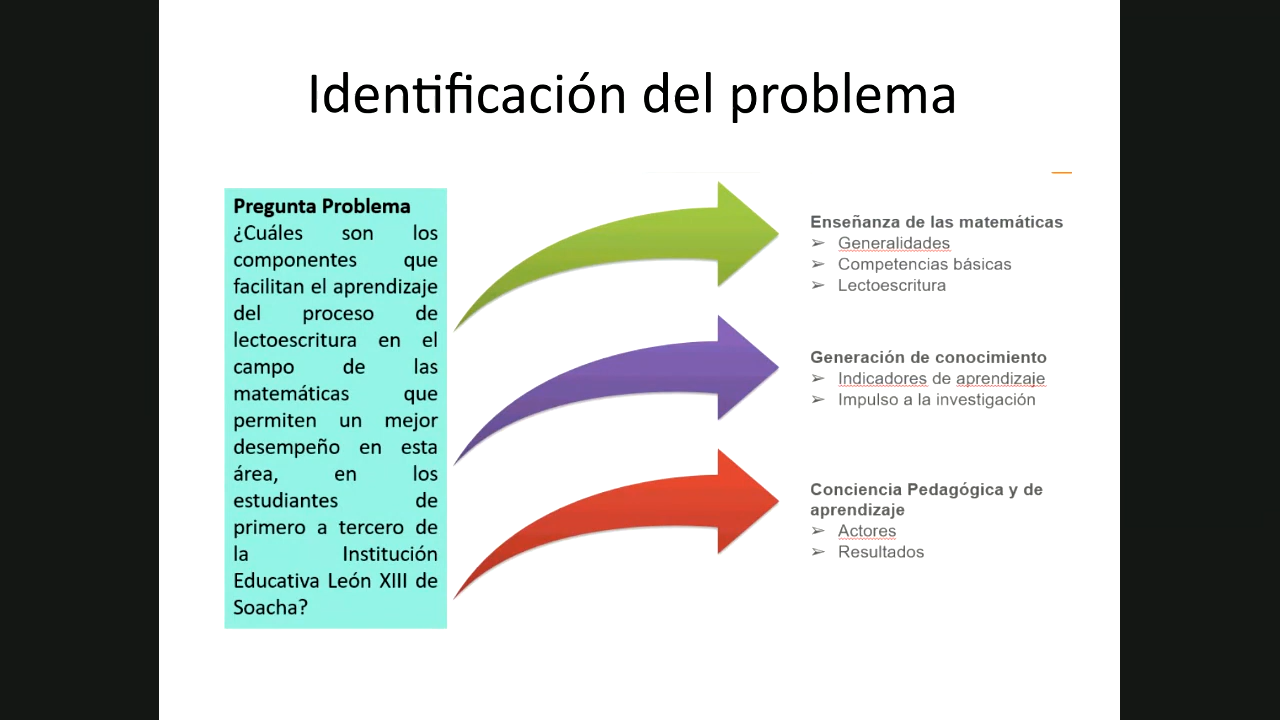 Identificación del problema
Pregunta Problema
¿Cuáles son los
componentes que
facilitan el aprendizaje
del proceso de
lectoescritura en el
campo de las
matemáticas que
permiten un mejor
desempeño en esta
área, en los
estudiantes de
primero a tercero de
la Institución
Educativa León XIII de
Soacha?
Enseñanza de las matemáticas
➢ Generalidades
➢ Competencias básicas
➢ Lectoescritura
Generación de conocimiento
➢ Indicadores de aprendizaje
➢ Impulso a la investigación
Conciencia Pedagógica y de
aprendizaje
➢ Actores
➢ Resultados